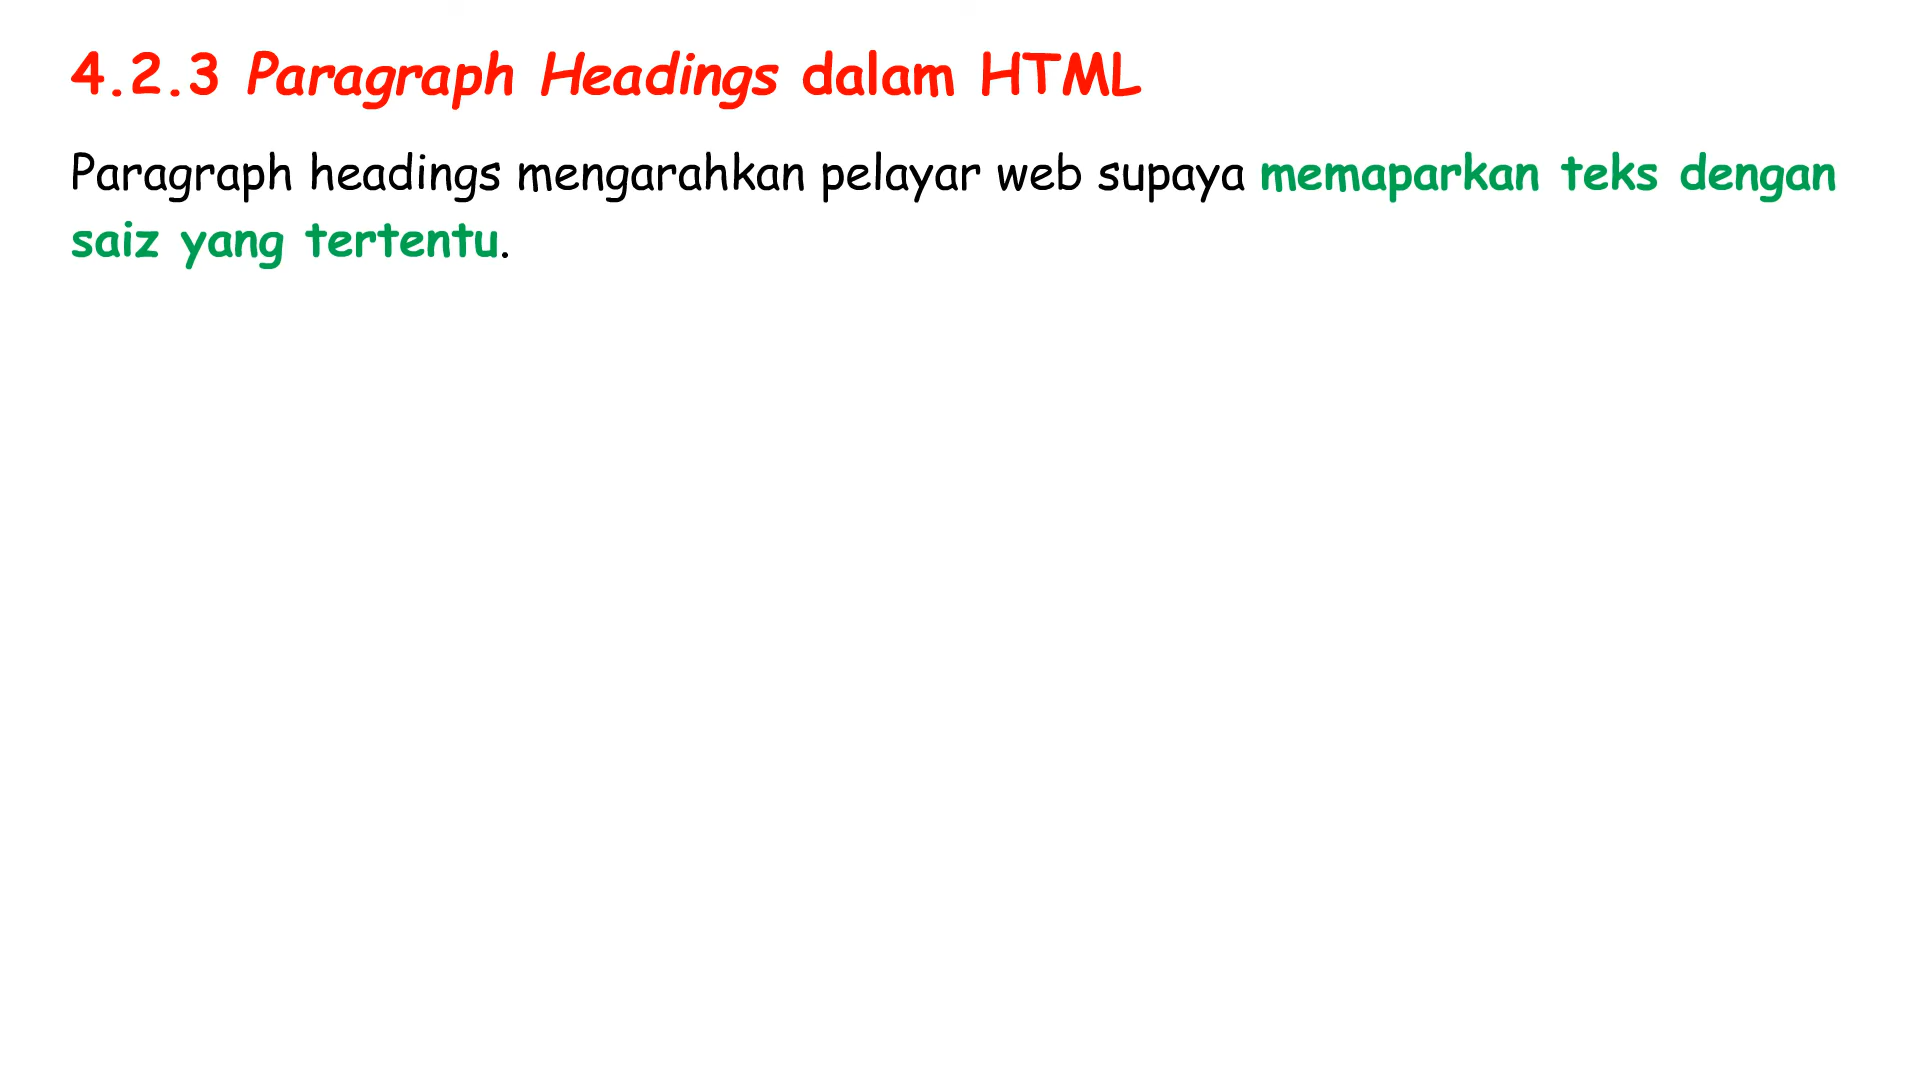 4.2.3 Paragraph Headings dalam HTML
Paragraph headings mengarahkan pelayar web supaya memaparkan teks dengan
saiz yang tertentu.